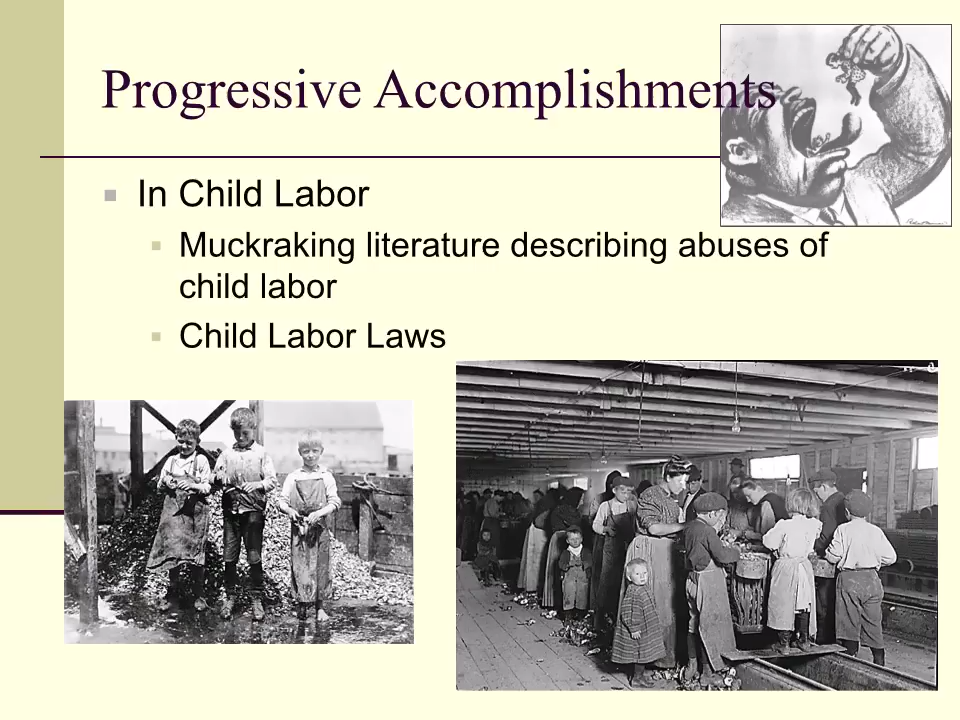 Progressive Accomplishments
In Child Labor
Muckraking literature describing abuses of
child labor
Child Labor Laws